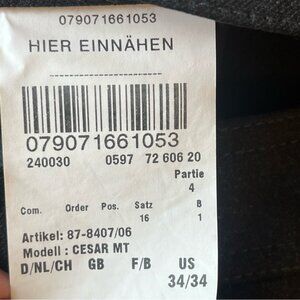 079071661053
HIER EINNÄHEN
079071661053
240030 0597 72 606 20
Partie
4
Com. Order Pos. Satz B
16 1
Artikel: 87-8407/06
Modell : CESAR MT
D/NL/CH GB F/B US
34/34